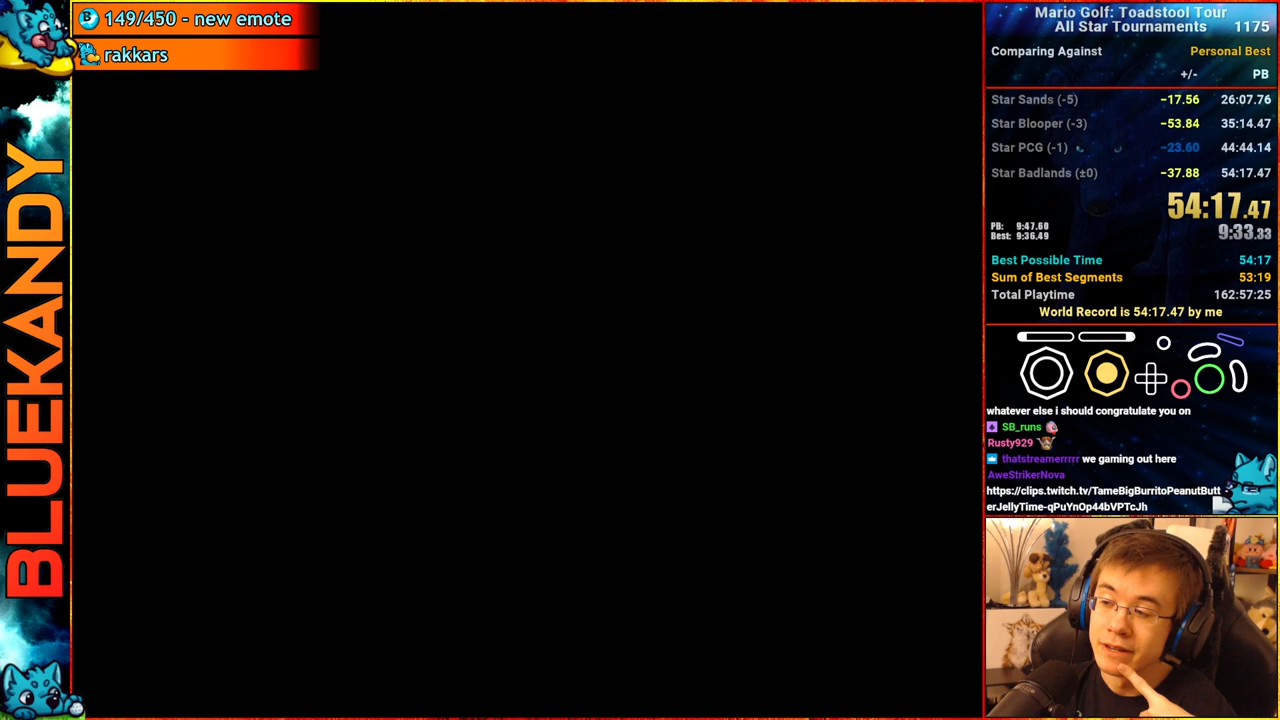 149/450 - new emote
rakkars
BLUEKANDY
Mario Golf: Toadstool Tour
All Star Tournaments 1175
Comparing Against Personal Best
+/- PB
Star Sands (-5) -17.56 26:07.76
Star Blooper (-3) -53.84 35:14.47
Star PCG (-1) -23.60 44:44.14
Star Badlands (±0) -37.88 54:17.47
54:17.47
PB: 9:47.60
Best: 9:36.49
9:33.33
Best Possible Time 54:17
Sum of Best Segments 53:19
Total Playtime 162:57:25
World Record is 54:17.47 by me
whatever else i should congratulate you on
SB_runs
Rusty929
thatstreamerrrrr we gaming out here
AweStrikerNova
https://clips.twitch.tv/TameBigBurritoPeanutButt
erJellyTime-qPuYnOp44bVPTcJh